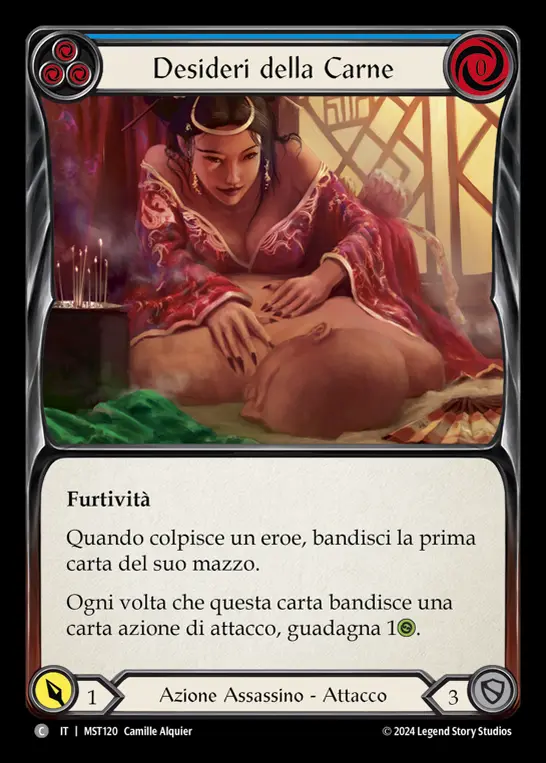 Desideri della Carne
0
Furtività
Quando colpisce un eroe, bandisci la prima
carta del suo mazzo.
Ogni volta che questa carta bandisce una
carta azione di attacco, guadagna 1.
1
Azione Assassino - Attacco
3
C IT | MST120 Camille Alquier
© 2024 Legend Story Studios